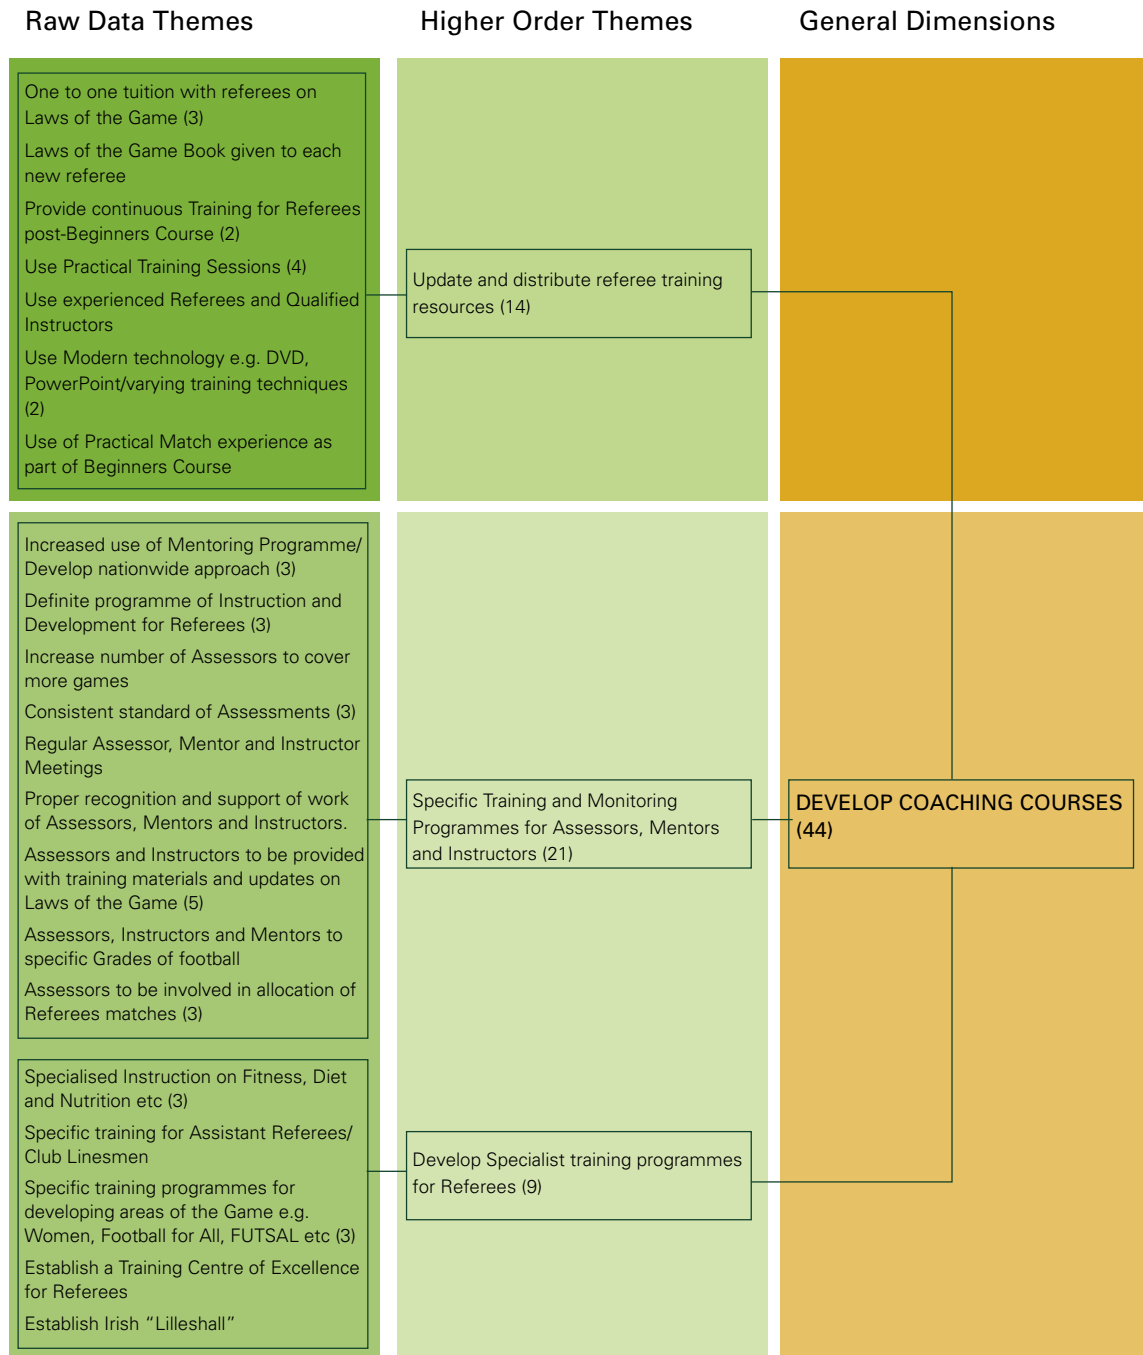 Raw Data Themes
Higher Order Themes
General Dimensions
One to one tuition with referees on
Laws of the Game (3)
Laws of the Game Book given to each
new referee
Provide continuous Training for Referees
post-Beginners Course (2)
Use Practical Training Sessions (4)
Use experienced Referees and Qualified
Instructors
Use Modern technology e.g. DVD,
PowerPoint/varying training techniques
(2)
Use of Practical Match experience as
part of Beginners Course
Update and distribute referee training
resources (14)
Increased use of Mentoring Programme/
Develop nationwide approach (3)
Definite programme of Instruction and
Development for Referees (3)
Increase number of Assessors to cover
more games
Consistent standard of Assessments (3)
Regular Assessor, Mentor and Instructor
Meetings
Proper recognition and support of work
of Assessors, Mentors and Instructors.
Assessors and Instructors to be provided
with training materials and updates on
Laws of the Game (5)
Assessors, Instructors and Mentors to
specific Grades of football
Assessors to be involved in allocation of
Referees matches (3)
Specific Training and Monitoring
Programmes for Assessors, Mentors
and Instructors (21)
DEVELOP COACHING COURSES
(44)
Specialised Instruction on Fitness, Diet
and Nutrition etc (3)
Specific training for Assistant Referees/
Club Linesmen
Specific training programmes for
developing areas of the Game e.g.
Women, Football for All, FUTSAL etc (3)
Establish a Training Centre of Excellence
for Referees
Establish Irish “Lilleshall”
Develop Specialist training programmes
for Referees (9)